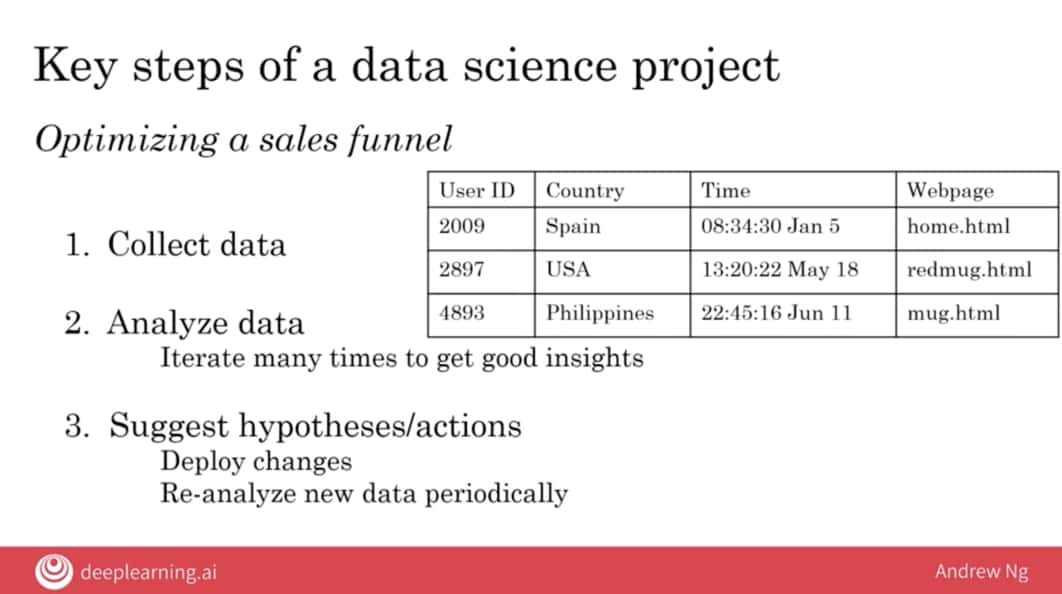 Key steps of a data science project
Optimizing a sales funnel
User ID Country Time Webpage
2009 Spain 08:34:30 Jan 5 home.html
2897 USA 13:20:22 May 18 redmug.html
4893 Philippines 22:45:16 Jun 11 mug.html
1. Collect data
2. Analyze data
Iterate many times to get good insights
3. Suggest hypotheses/actions
Deploy changes
Re-analyze new data periodically
deeplearning.ai
Andrew Ng